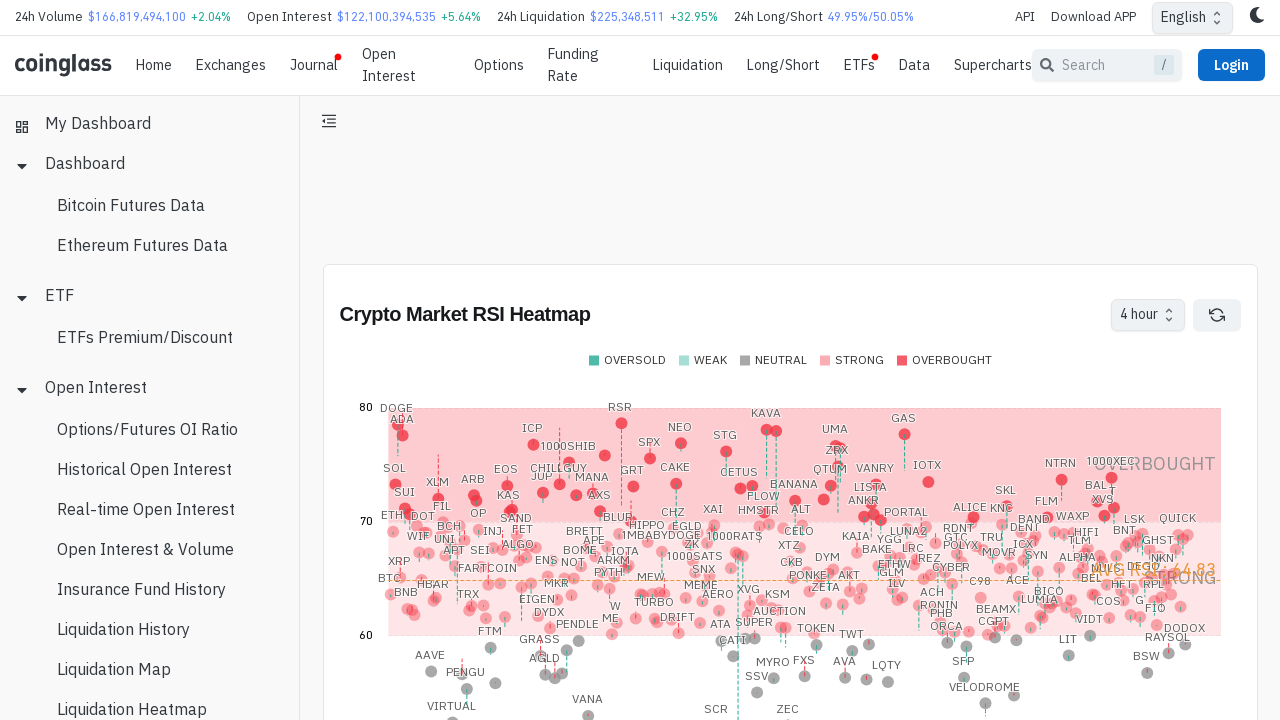 24h Volume $166,819,494,100 +2.04% Open Interest $122,100,394,535 +5.64% 24h Liquidation $225,348,511 +32.95% 24h Long/Short 49.95%/50.05% API Download APP English
coinglass Home Exchanges Journal Open Interest Options Funding Rate Liquidation Long/Short ETFs Data Supercharts Search / Login
My Dashboard
Dashboard
Bitcoin Futures Data
Ethereum Futures Data
ETF
ETFs Premium/Discount
Open Interest
Options/Futures OI Ratio
Historical Open Interest
Real-time Open Interest
Open Interest & Volume
Insurance Fund History
Liquidation History
Liquidation Map
Liquidation Heatmap
Crypto Market RSI Heatmap 4 hour
OVERSOLD WEAK NEUTRAL STRONG OVERBOUGHT
80
DOGE RSR
ADA KAVA GAS
ICP NEO UMA
1000SHIB SPX STG ZRX
OVERBOUGHT
SOL XLM ARB EOS CHILLGUY JUP MANA GRT CAKE CETUS QTUM VANRY IOTX NTRN 1000XEC
SUI FIL KAS AXS PLOW BANANA LISTA SKL FLM BAL XVS
ETHFI DOT OP SAND BLUR CHZ XAI HMSTR ALT ANKR PORTAL ALICE KNC BAND WAXP LSK QUICK
70
WIF BCH INJ FET BRETT HIPPO EGLD CELO LUNA2 RDNT DENT HIFI BNT
UNI ALGO APE 1MBABYDOGE 1000RATS KAIA YGG GTC TRU TLM GHST
APT SEI BOME IOTA ZK XTZ BAKE LRC POLYX ICX
XRP ENS NOT ARKM 1000SATS CKB DYM ETHW REZ MOVR SYN ALPHA INKN
FARTCOIN PYTH SNX PONKE AKT GLM CYBER
BTC HBAR MKR MEW MEME ZETA ILV C98 ACE BEL HFT RPL STRONG
BNB TRX EIGEN W TURBO AERO XVG KSM ACH BICO LUMIA COS G
DYDX ME DRIFT AUCTION RONIN BEAMX FIO
FTM PENDLE ATA SUPER TOKEN PHB CGPT VIDT DODOX
60
GRASS CATI TWT ORCA LIT RAYSOL
AAVE AGLD MYRO FXS AVA LQTY SFP BSW
PENGU SSV
VIRTUAL VANA SCR ZEC VELODROME